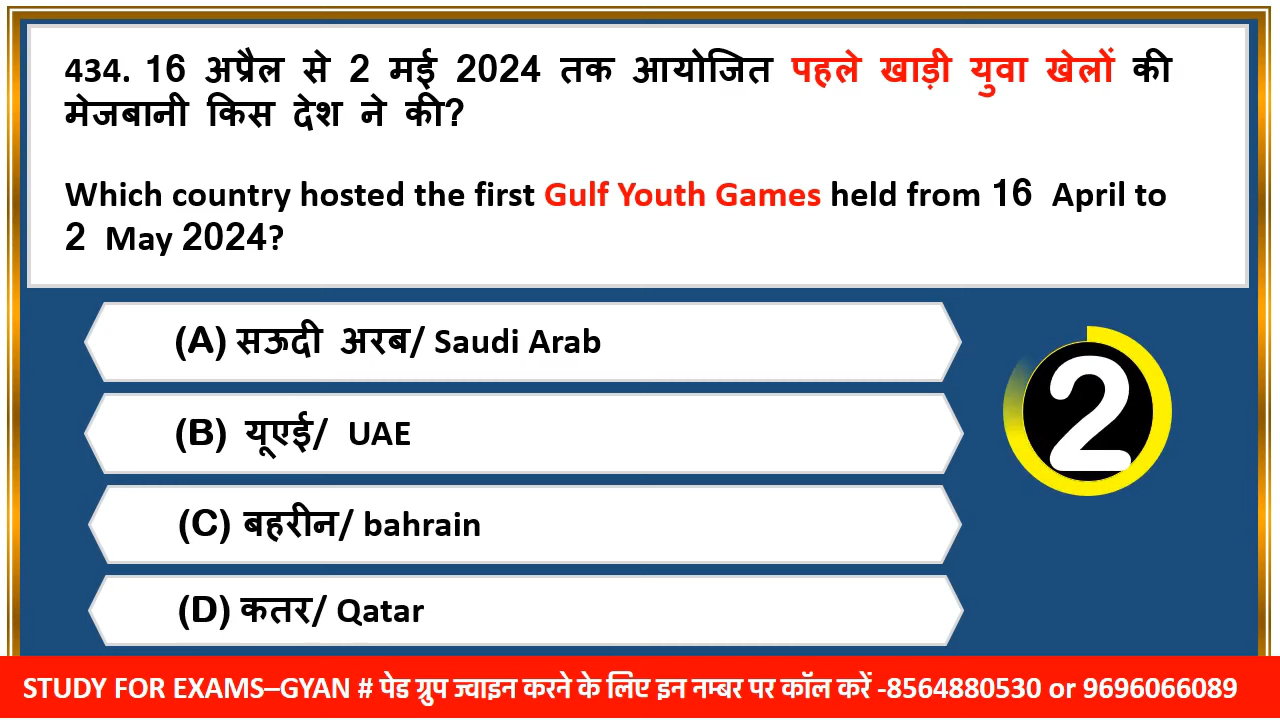 434. 16 अप्रैल से 2 मई 2024 तक आयोजित पहले खाड़ी युवा खेलों की
मेजबानी किस देश ने की?
Which country hosted the first Gulf Youth Games held from 16 April to
2 May 2024?
(A) सऊदी अरब/ Saudi Arab
(B) यूएई/ UAE
(C) बहरीन/ bahrain
(D) कतर/ Qatar
2
STUDY FOR EXAMS–GYAN # पेड ग्रुप ज्वाइन करने के लिए इन नम्बर पर कॉल करें -8564880530 or 9696066089